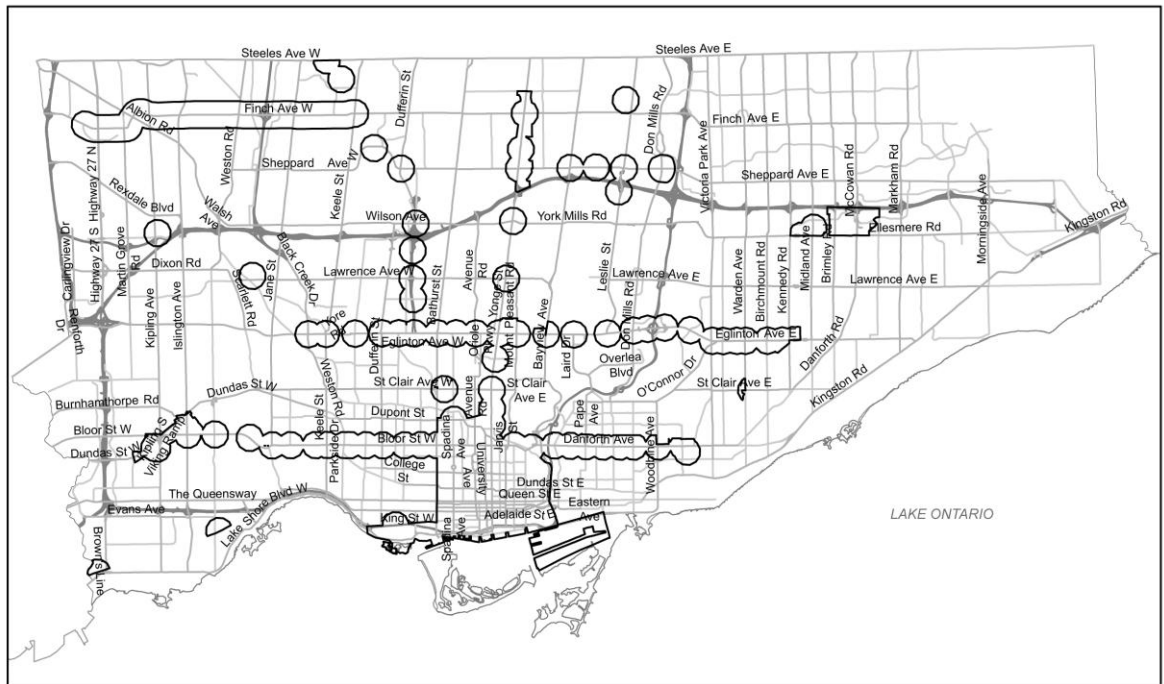 Steeles Ave W
Steeles Ave E
Albion Rd
Finch Ave W
Dufferin St
Don Mills Rd
Finch Ave E
Highway 27 N
Weston Rd
Sheppard Ave W
Keele St
Victoria Park Ave
Sheppard Ave E
McCowan Rd
Markham Rd
Rexdale Blvd
Walsh Ave
Wilson Ave
York Mills Rd
Ellesmere Rd
Morningside Ave
Kingston Rd
Carlingview Dr
Highway 27 S
Martin Grove Rd
Dixon Rd
Black Creek Dr
Lawrence Ave W
Avenue Rd
Yonge St
Mount Pleasant Rd
Leslie St
Lawrence Ave E
Warden Ave
Birchmount Rd
Kennedy Rd
Midland Ave
Brimley Rd
Lawrence Ave E
Renforth Dr
Kipling Ave
Islington Ave
Scarlett Rd
Jane St
Dufferin St
Eglinton Ave W
Bathurst St
Oriole Pkwy
Bayview Ave
Laird Dr
Don Mills Rd
Overlea Blvd
Eglinton Ave E
O'Connor Dr
Danforth Rd
Kingston Rd
Dundas St W
Weston Rd
St Clair Ave W
St Clair Ave E
St Clair Ave E
Burnhamthorpe Rd
Keele St
Dupont St
Avenue Rd
Pape Ave
Bloor St W
Kipling S
Viking Ramp
Parkside Dr
Bloor St W
Spadina Ave
Jarvis St
Danforth Ave
Woodbine Ave
Dundas St W
College St
University Ave
Dundas St E
The Queensway
Queen St E
Eastern Ave
Evans Ave
Lake Shore Blvd W
King St W
Adelaide St E
Spadina Ave
Browns Line
LAKE ONTARIO